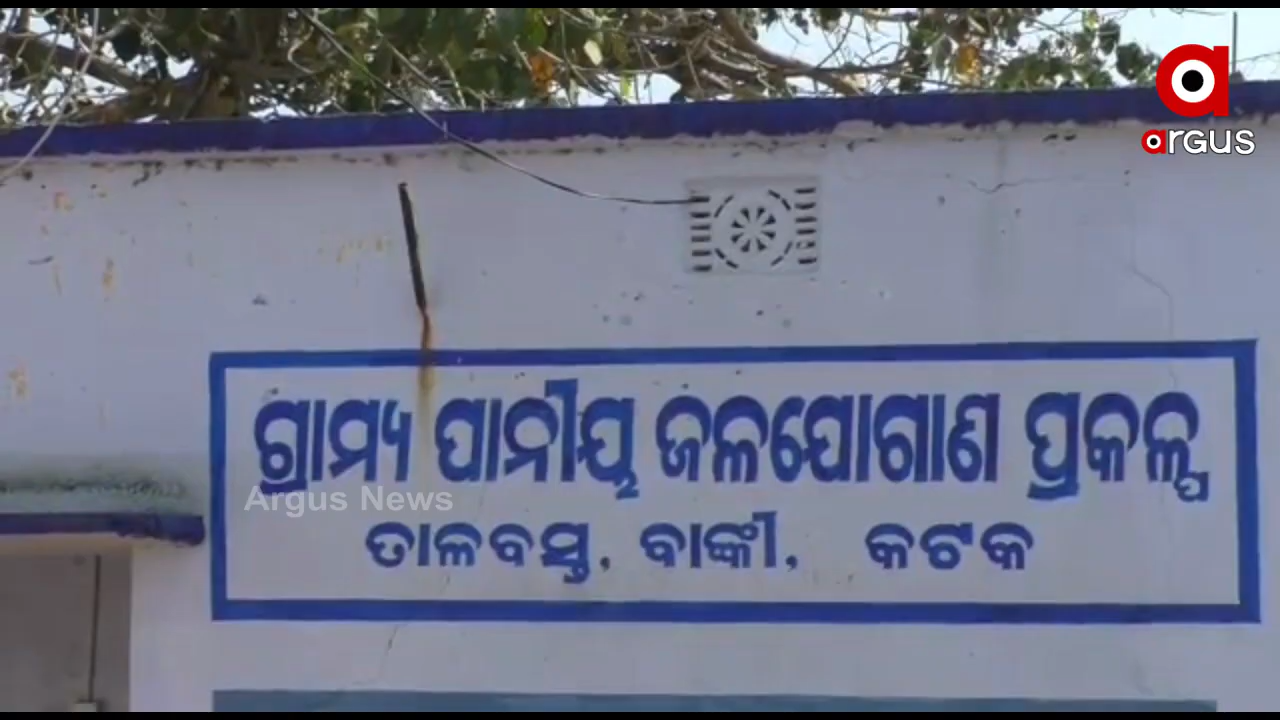 argus
ଗ୍ରାମ୍ୟ ପାନୀୟ ଜଳଯୋଗାଣ ପ୍ରକଳ୍ପ
Argus News
ତାଳବସ୍ତ, ବାଙ୍କୀ, କଟକ